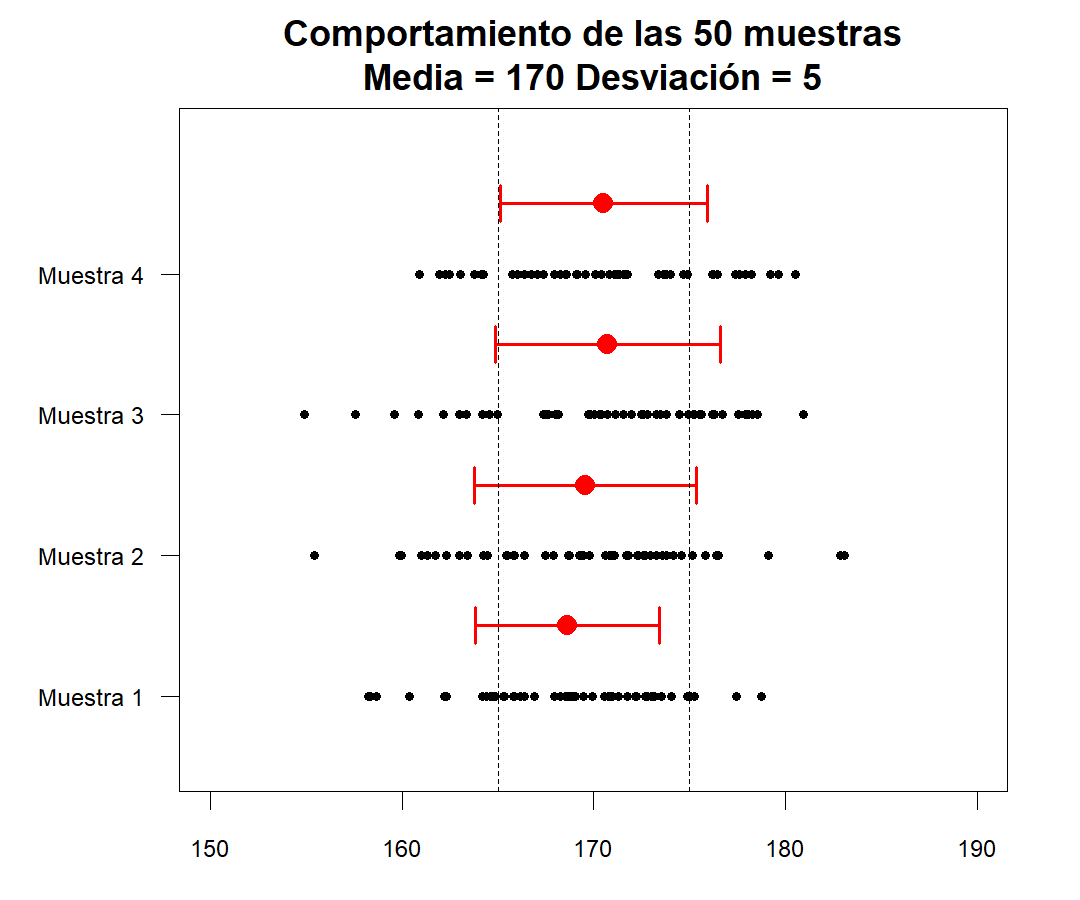 Comportamiento de las 50 muestras
Media = 170 Desviación = 5
Muestra 4
Muestra 3
Muestra 2
Muestra 1
150 160 170 180 190